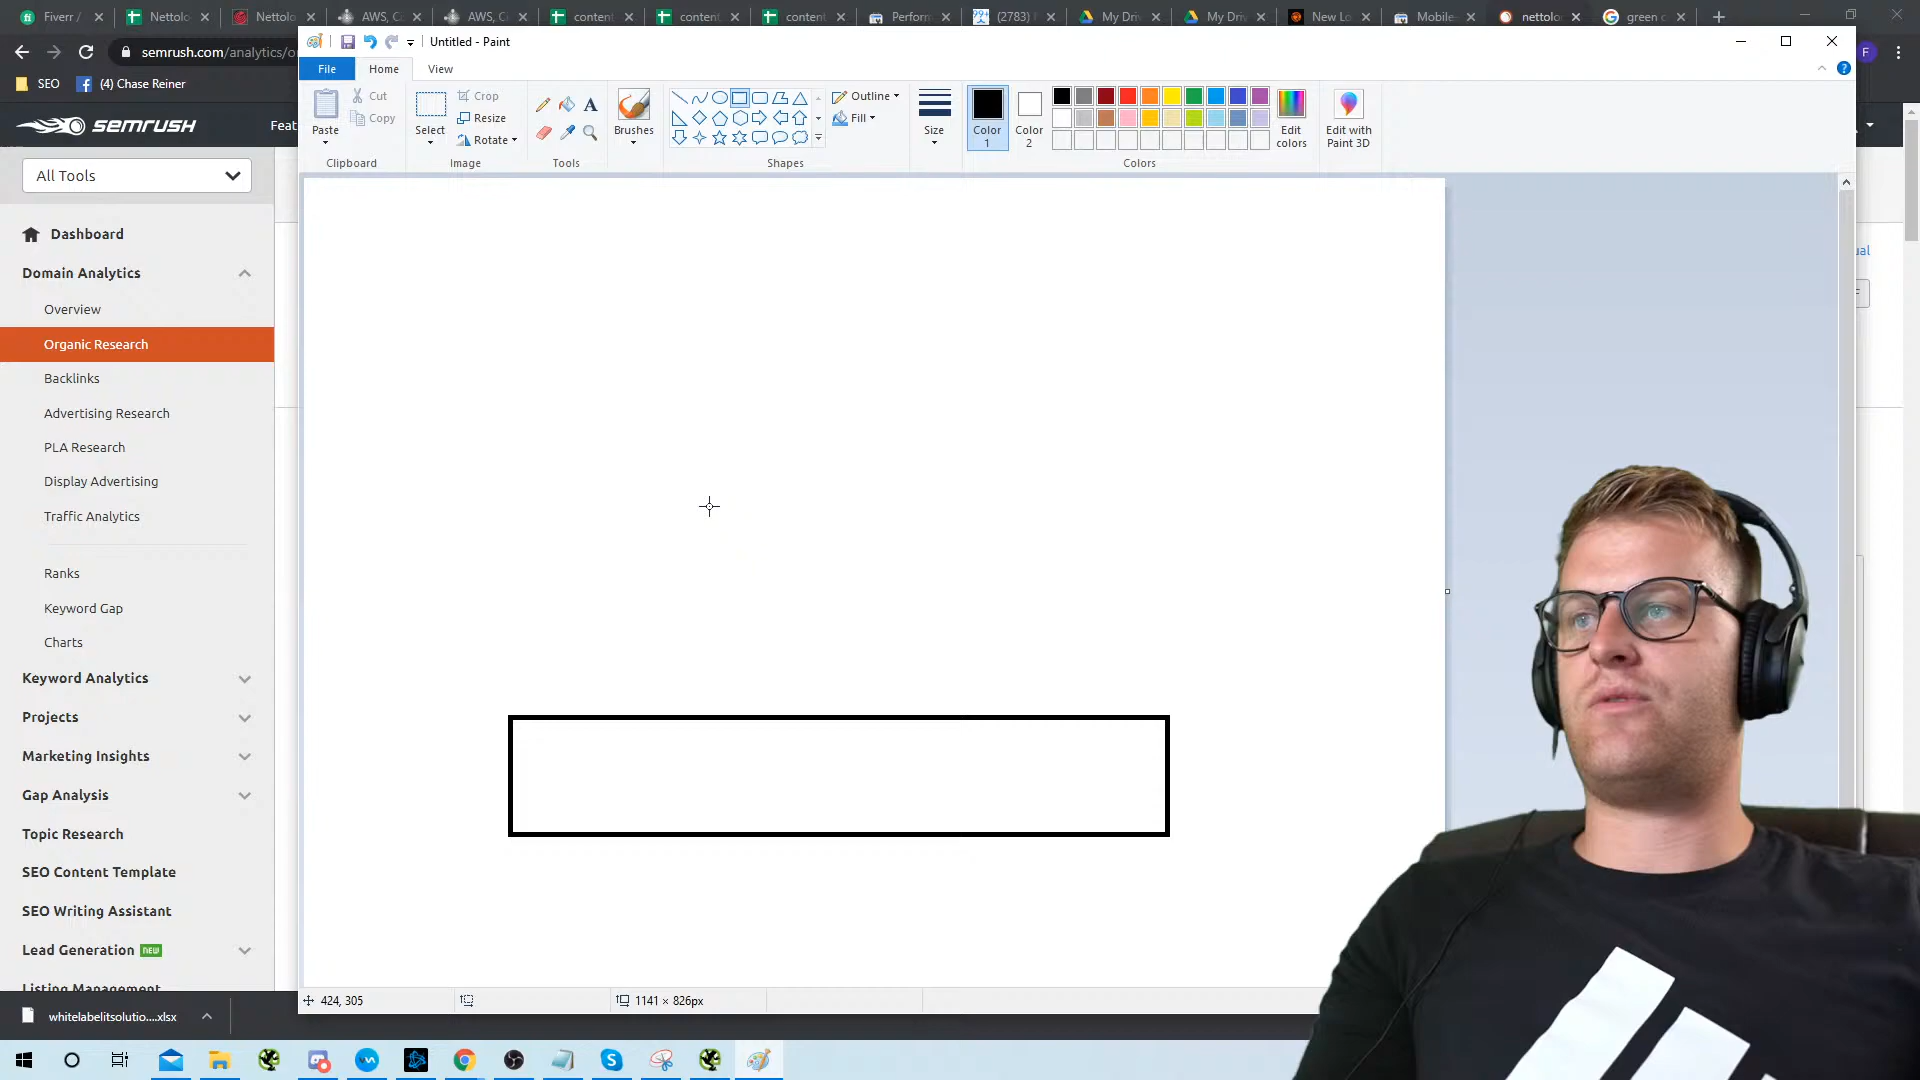 Fiverr /
Nettolo
Nettolo
AWS, C
AWS, C
content
content
content
Perform
(2783)
My Driv
My Driv
New Lo
Mobile-
nettolo
green c
semrush.com/analytics/o
Untitled - Paint
F
SEO
(4) Chase Reiner
File
Home
View
SEMRUSH
Feat
Paste
Cut
Copy
Clipboard
Select
Crop
Resize
Rotate
Image
A
Tools
Brushes
Shapes
Outline
Fill
Size
Color
1
Color
2
Edit
colors
Colors
Edit with
Paint 3D
All Tools
Dashboard
Domain Analytics
Overview
Organic Research
Backlinks
Advertising Research
PLA Research
Display Advertising
Traffic Analytics
Ranks
Keyword Gap
Charts
Keyword Analytics
Projects
Marketing Insights
Gap Analysis
Topic Research
SEO Content Template
SEO Writing Assistant
Lead Generation NEW
Listing Management
424, 305
1141 × 826px
whitelabelitsolutio....xlsx